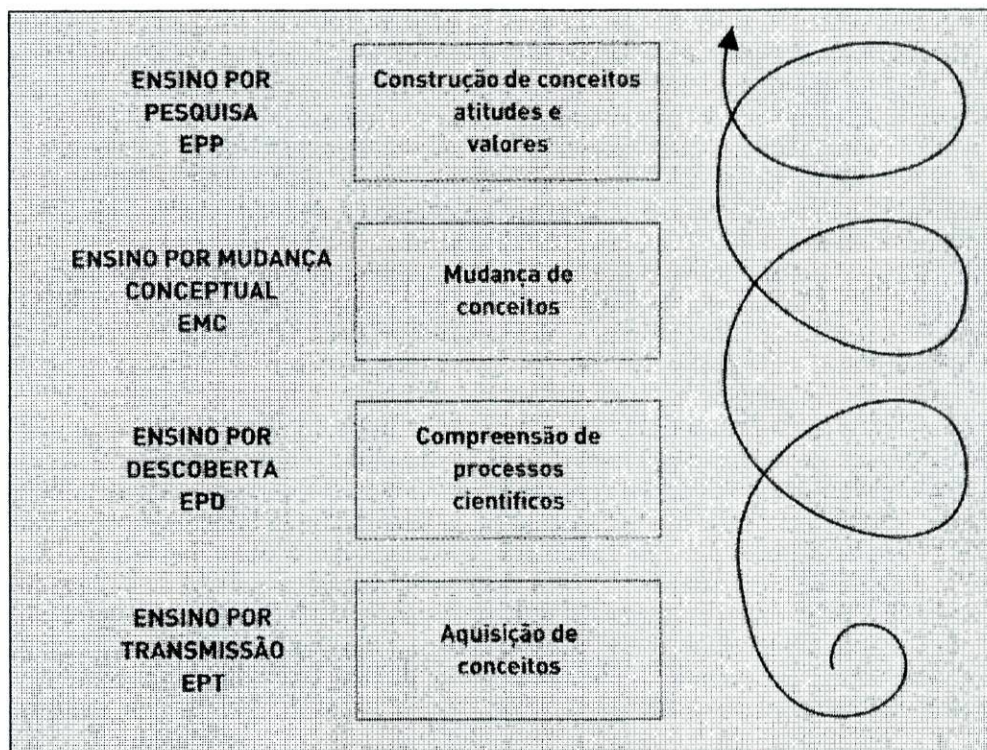 ENSINO POR
PESQUISA
EPP
Construção de conceitos
atitudes e
valores
ENSINO POR MUDANÇA
CONCEPTUAL
EMC
Mudança de
conceitos
ENSINO POR
DESCOBERTA
EPD
Compreensão de
processos
científicos
ENSINO POR
TRANSMISSÃO
EPT
Aquisição de
conceitos